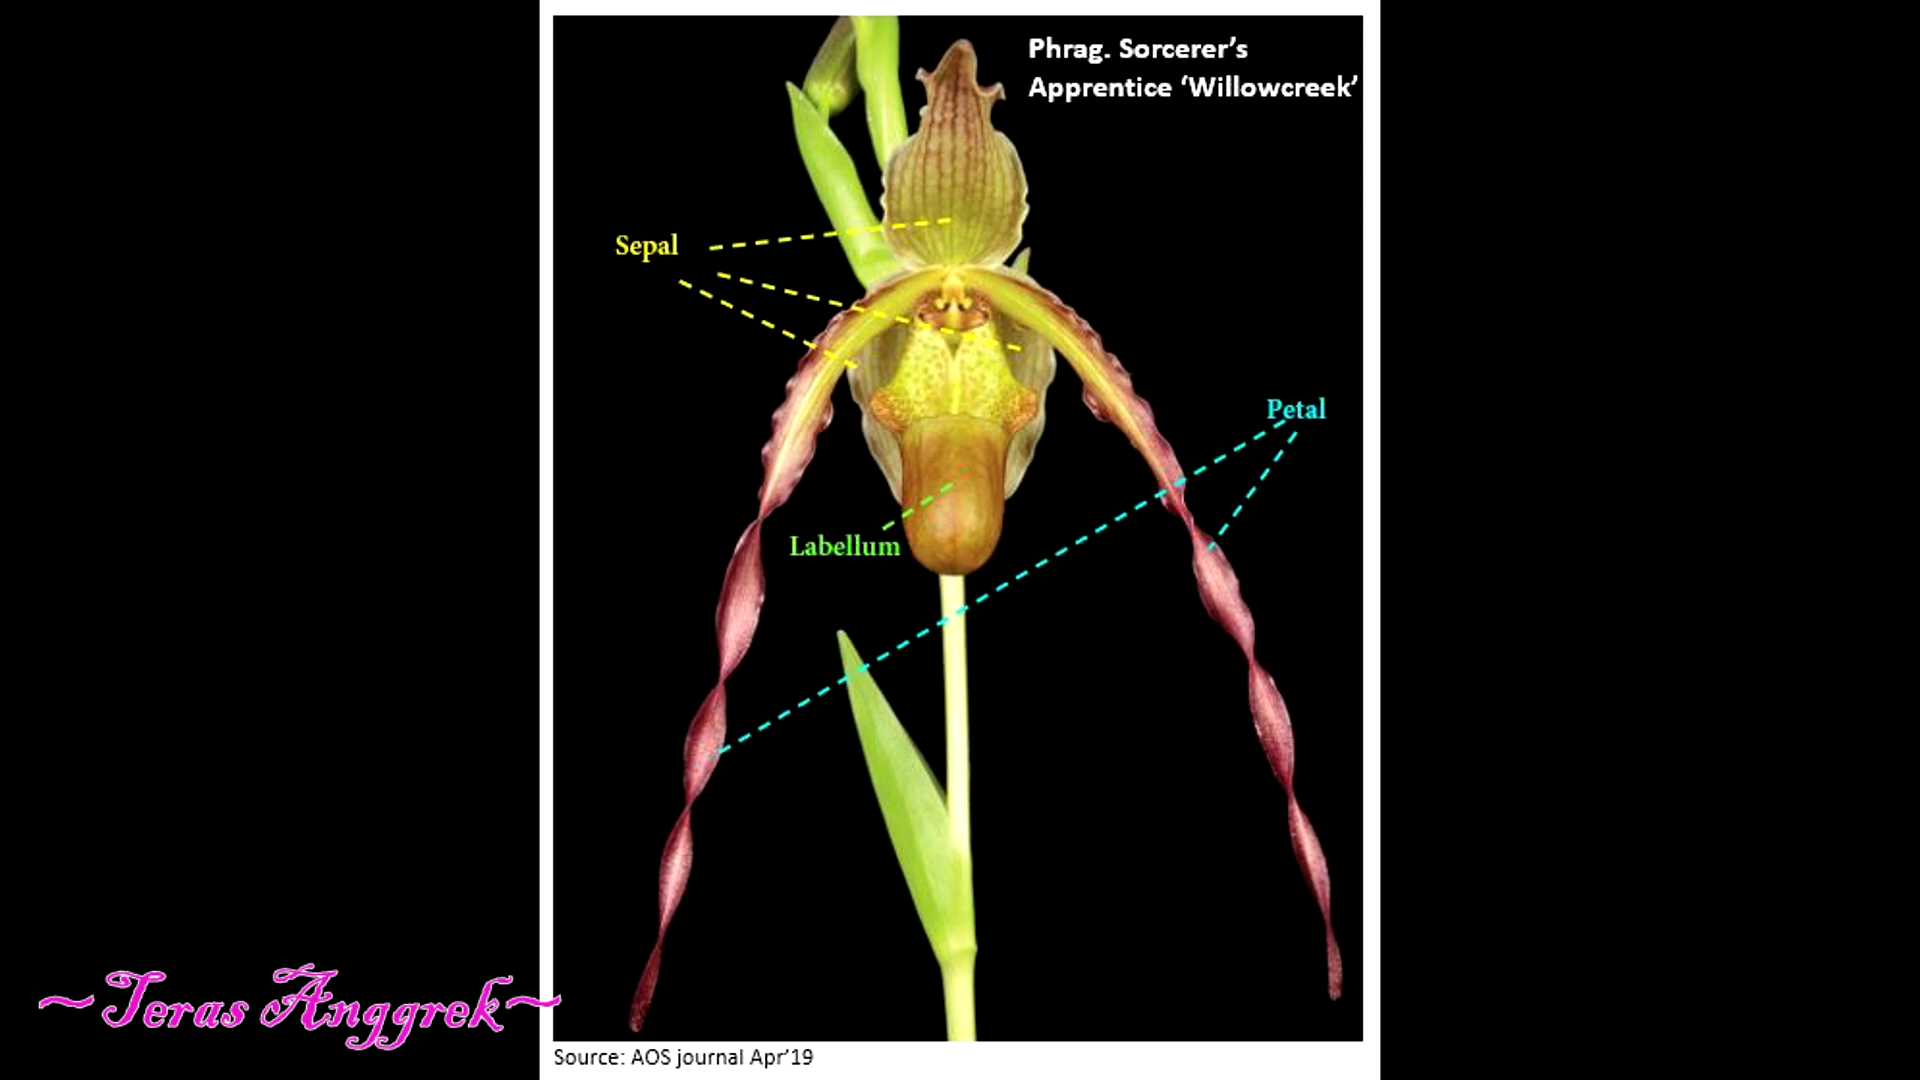 Phrag. Sorcerer’s
Apprentice ‘Willowcreek’
Sepal
Petal
Labellum
~Teras Anggrek~
Source: AOS journal Apr’19